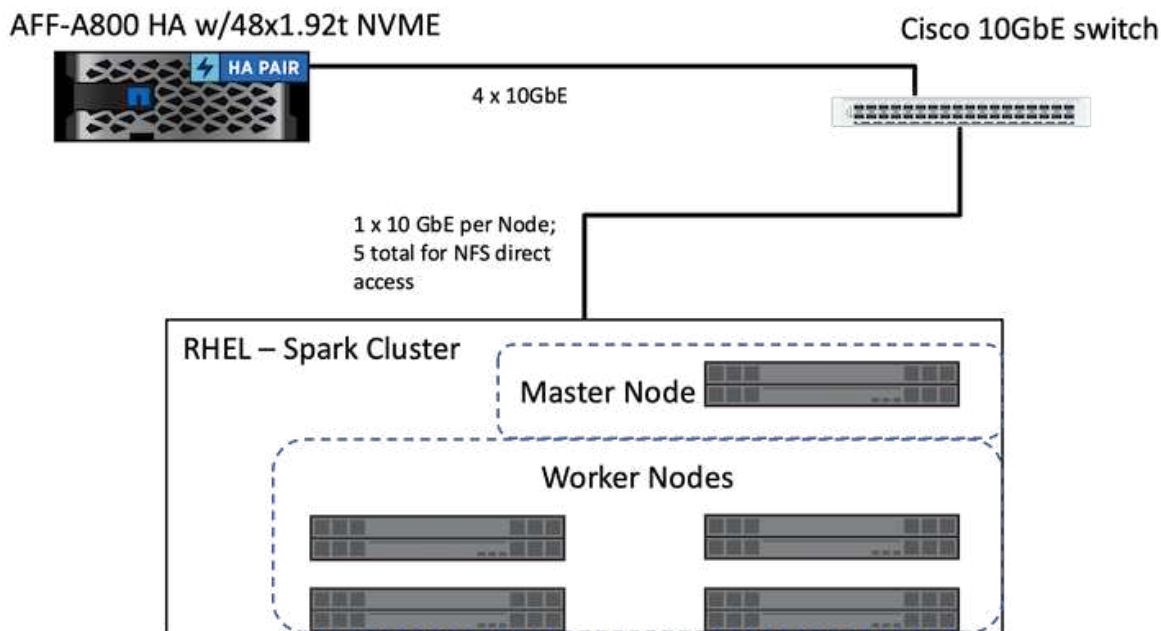 AFF-A800 HA w/48x1.92t NVME
Cisco 10GbE switch
HA PAIR
4 x 10GbE
1 x 10 GbE per Node;
5 total for NFS direct
access
RHEL – Spark Cluster
Master Node
Worker Nodes